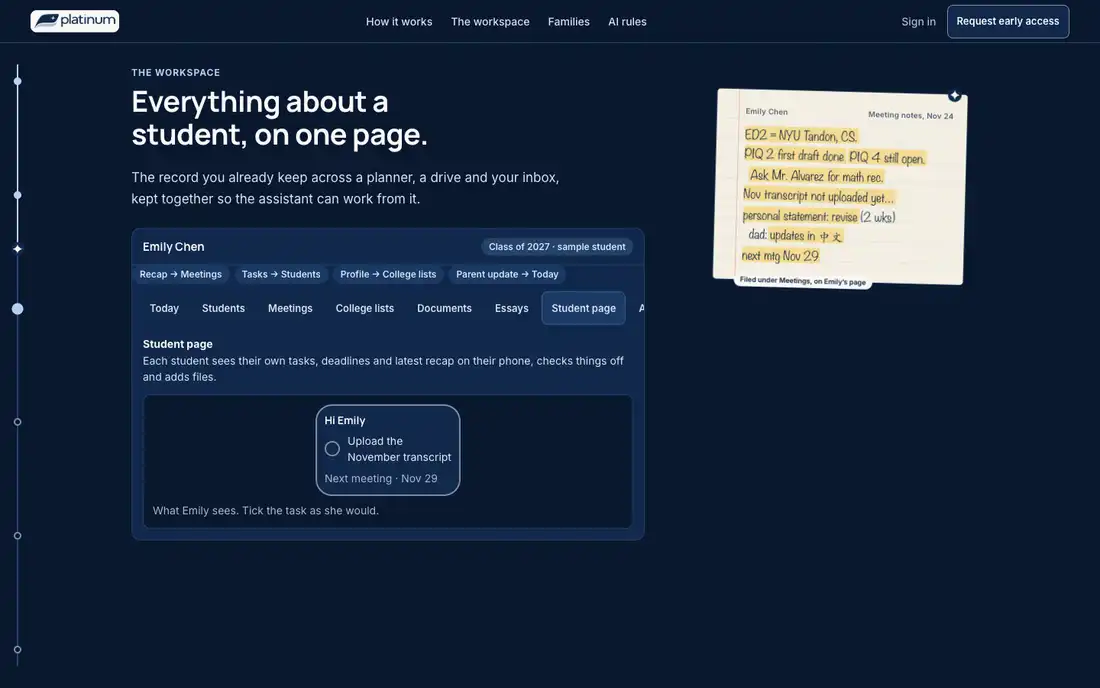 platinum
How it works
The workspace
Families
AI rules
Sign in
Request early access
THE WORKSPACE
Everything about a
student, on one page.
The record you already keep across a planner, a drive and your inbox,
kept together so the assistant can work from it.
Emily Chen
Class of 2027 · sample student
Recap → Meetings
Tasks → Students
Profile → College lists
Parent update → Today
Today
Students
Meetings
College lists
Documents
Essays
Student page
A
Student page
Each student sees their own tasks, deadlines and latest recap on their phone, checks things off
and adds files.
Hi Emily
Upload the
November transcript
Next meeting · Nov 29
What Emily sees. Tick the task as she would.
Emily Chen
Meeting notes, Nov 24
ED2 = NYU Tandon, CS.
PIQ 2 first draft done. PIQ 4 still open.
Ask Mr. Alvarez for math rec.
Nov transcript not uploaded yet...
personal statement: revise (2 wks)
dad: updates in 中文
next mtg Nov 29
Filed under Meetings, on Emily's page